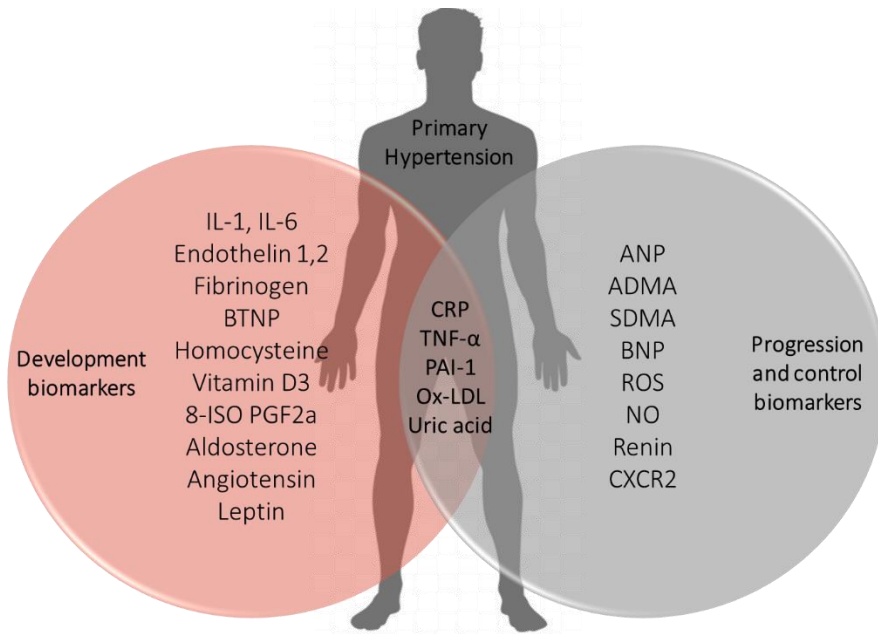 Primary
Hypertension
Development
biomarkers
IL-1, IL-6
Endothelin 1,2
Fibrinogen
BTNP
Homocysteine
Vitamin D3
8-ISO PGF2a
Aldosterone
Angiotensin
Leptin
CRP
TNF-α
PAI-1
Ox-LDL
Uric acid
ANP
ADMA
SDMA
BNP
ROS
NO
Renin
CXCR2
Progression
and control
biomarkers